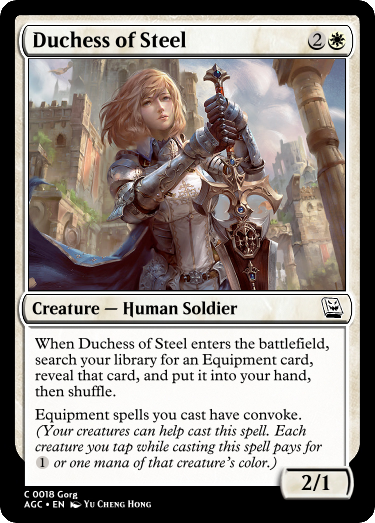 Duchess of Steel 2
Creature — Human Soldier
When Duchess of Steel enters the battlefield,
search your library for an Equipment card,
reveal that card, and put it into your hand,
then shuffle.
Equipment spells you cast have convoke.
(Your creatures can help cast this spell. Each
creature you tap while casting this spell pays for
1 or one mana of that creature's color.)
2/1
C 0018 Gorg
AGC • EN Yu Cheng Hong